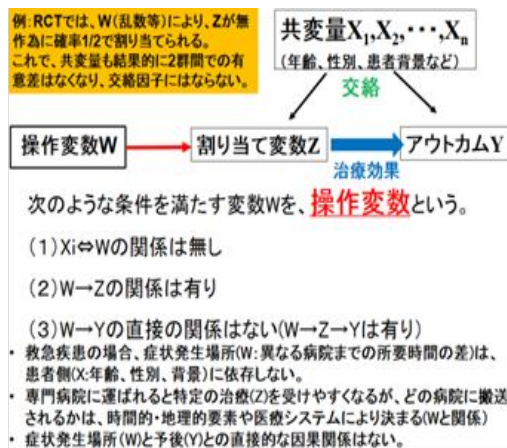 例:RCTでは、W(乱数等)により、Zが無
作為に確率1/2で割り当てられる。
これで、共変量も結果的に2群間での有
意差はなくなり、交絡因子にはならない。
共変量X1,X2,・・・,Xn
(年齢、性別、患者背景など)
交絡
操作変数W
割り当て変数Z
アウトカムY
治療効果
次のような条件を満たす変数Wを、操作変数という。
(1)Xi⇔Wの関係は無し
(2)W→Zの関係は有り
(3)W→Yの直接の関係はない(W→Z→Yは有り)
・ 救急疾患の場合、症状発生場所(W:異なる病院までの所要時間の差)は、
患者側(X:年齢、性別、背景)に依存しない。
・ 専門病院に運ばれると特定の治療(Z)を受けやすくなるが、どの病院に搬送
されるかは、時間的・地理的要素や医療システムにより決まる(Wと関係)
・ 症状発生場所(W)と予後(Y)との直接的な因果関係はない。